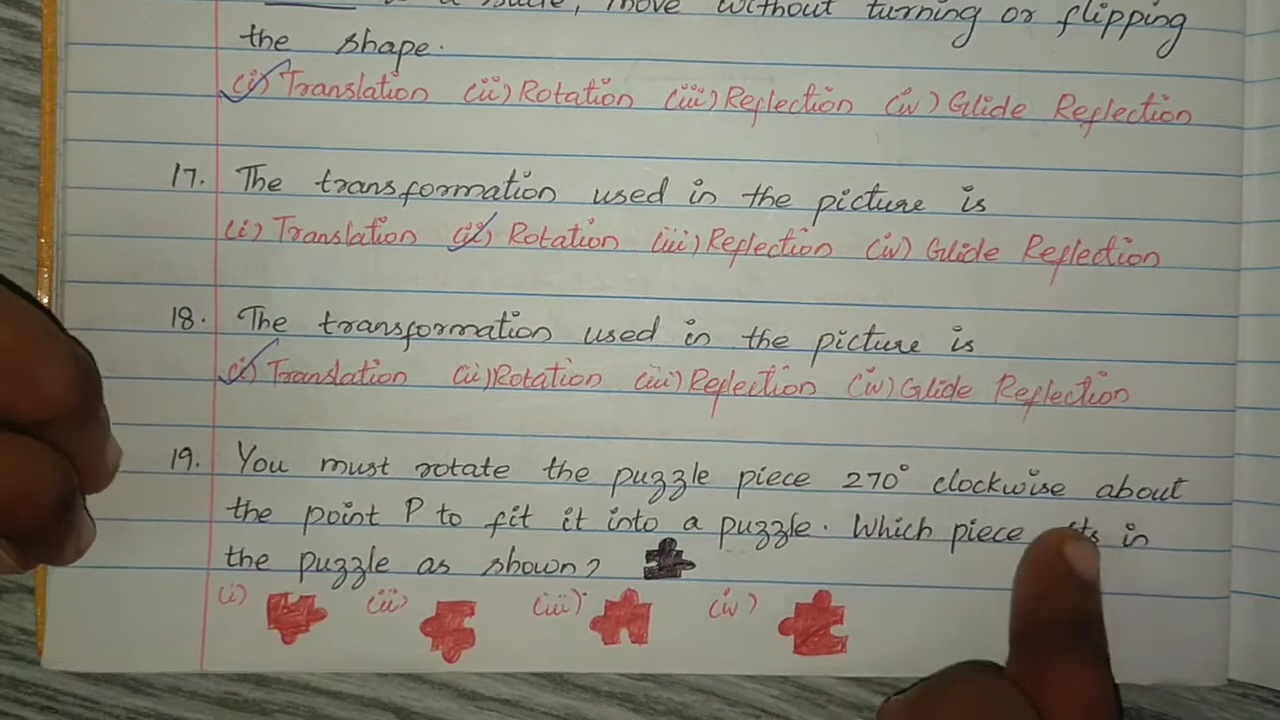 move without turning or flipping
the shape.
(i) Translation (ii) Rotation (iii) Reflection (iv) Glide Reflection
17. The transformation used in the picture is
(i) Translation (ii) Rotation (iii) Reflection (iv) Glide Reflection
18. The transformation used in the picture is
(i) Translation (ii) Rotation (iii) Reflection (iv) Glide Reflection
19. You must rotate the puzzle piece 270° clockwise about
the point P to fit it into a puzzle. Which piece in
the puzzle as shown?
(i) (ii) (iii) (iv)